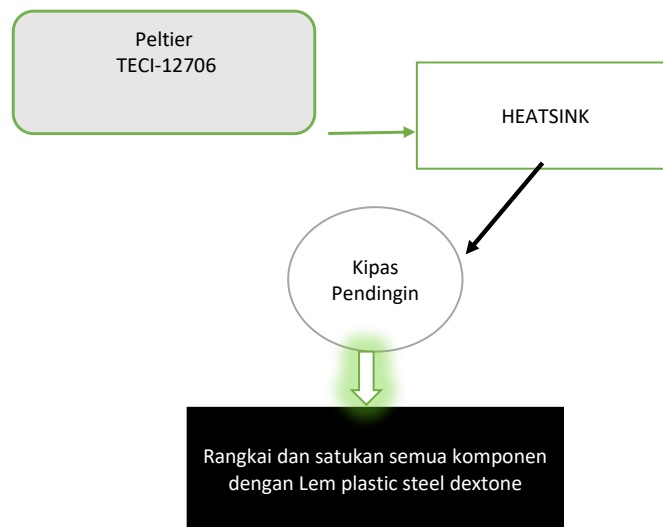 Peltier
TECI-12706
HEATSINK
Kipas
Pendingin
Rangkai dan satukan semua komponen
dengan Lem plastic steel dextone